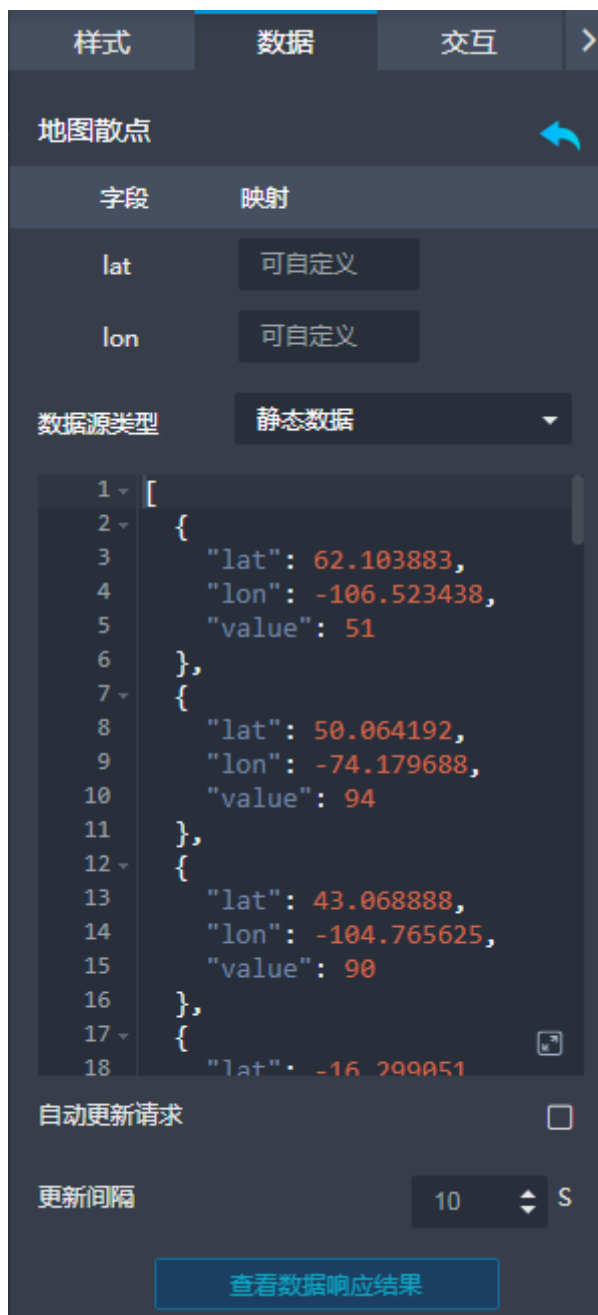 样式 数据 交互
地图散点
字段 映射
lat 可自定义
lon 可自定义
数据源类型 静态数据
1 [
2 {
3 "lat": 62.103883,
4 "lon": -106.523438,
5 "value": 51
6 },
7 {
8 "lat": 50.064192,
9 "lon": -74.179688,
10 "value": 94
11 },
12 {
13 "lat": 43.068888,
14 "lon": -104.765625,
15 "value": 90
16 },
17 {
18 "lat": -16.299051
自动更新请求
更新间隔 10 S
查看数据响应结果